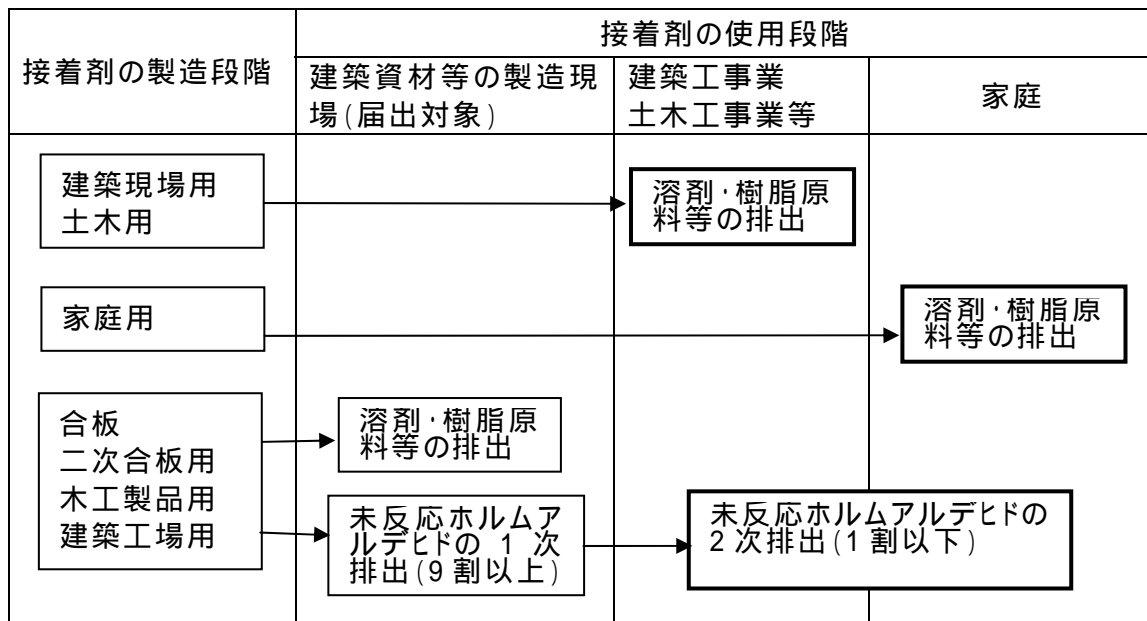 接着剤の製造段階
接着剤の使用段階
建築資材等の製造現
場(届出対象)
建築工事業
土木工事業等
家庭
建築現場用
土木用
溶剤・樹脂原
料等の排出
家庭用
溶剤・樹脂原
料等の排出
合板
二次合板用
木工製品用
建築工場用
溶剤・樹脂原
料等の排出
未反応ホルムア
ルデヒドの 1 次
排出(9割以上)
未反応ホルムアルデヒドの
2次排出(1割以下)